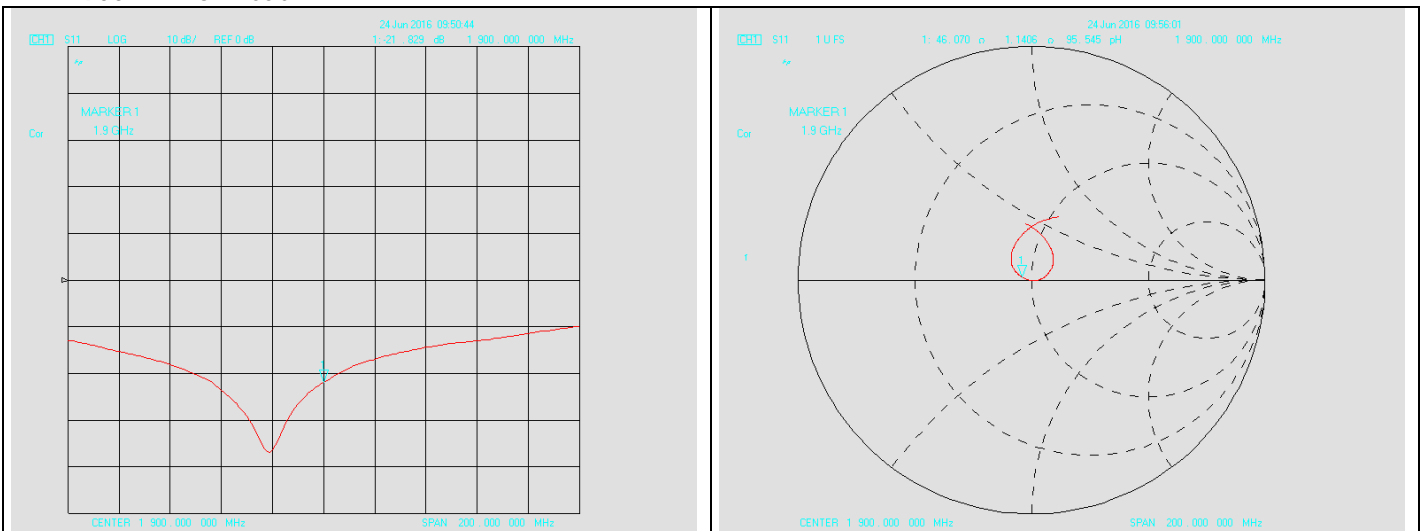 24 Jun 2016 09:50:44
CH1 S11 LOG 10 dB/ REF 0 dB 1:-21 829 dB 1 900.000 000 MHz
MARKER 1
Cor
1.9 GHz
1
CENTER 1 900.000 000 MHz SPAN 200.000 000 MHz
24 Jun 2016 09:56:01
CH1 S11 1 U FS 1: 46.070 Ω 1.1406 Ω 95.545 pH 1 900.000 000 MHz
MARKER 1
Cor
1.9 GHz
1
CENTER 1 900.000 000 MHz SPAN 200.000 000 MHz